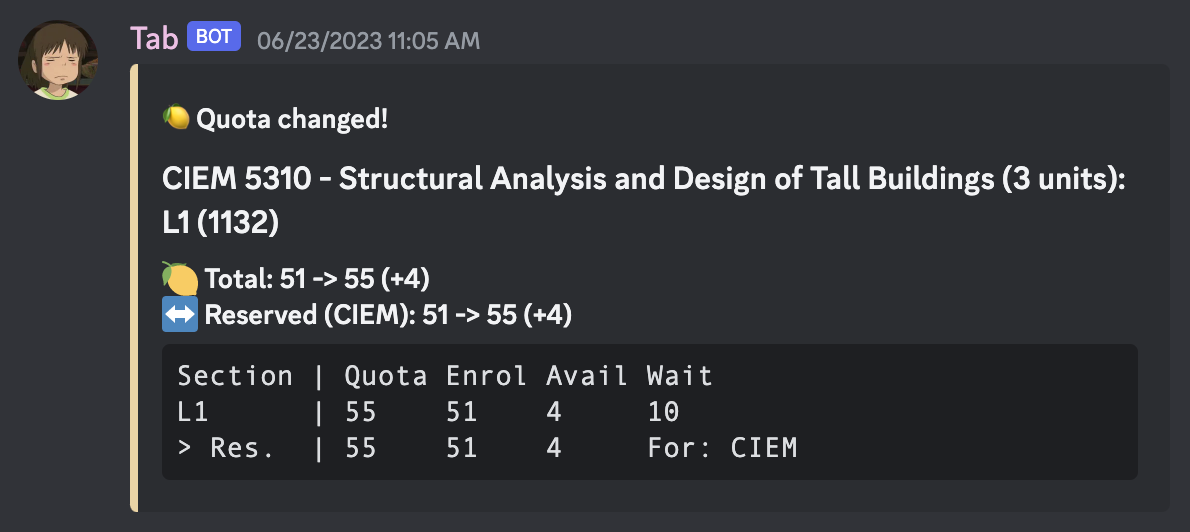 Tab BOT 06/23/2023 11:05 AM
🍋 Quota changed!
CIEM 5310 - Structural Analysis and Design of Tall Buildings (3 units):
L1 (1132)
🍋 Total: 51 -> 55 (+4)
↔️ Reserved (CIEM): 51 -> 55 (+4)
Section | Quota Enrol Avail Wait
L1      | 55    51    4     10
> Res.  | 55    51    4     For: CIEM